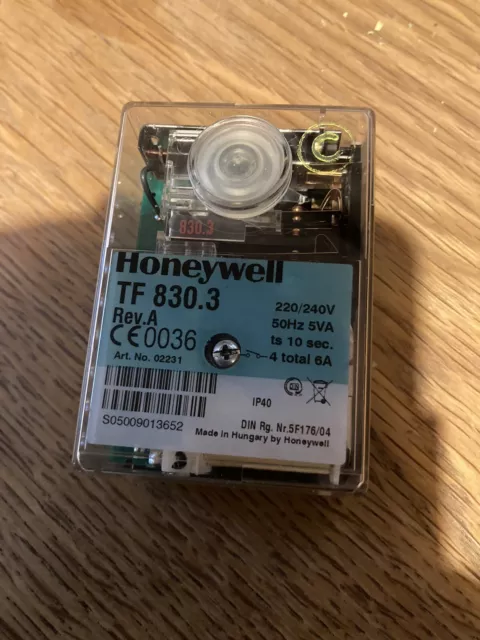 830.3
Honeywell
TF 830.3
Rev.A
CE0036
Art. No. 02231
220/240V
50Hz 5VA
ts 10 sec.
4 total 6A
S05009013652
IP40
DIN Rg. Nr.5F176/04
Made in Hungary by Honeywell